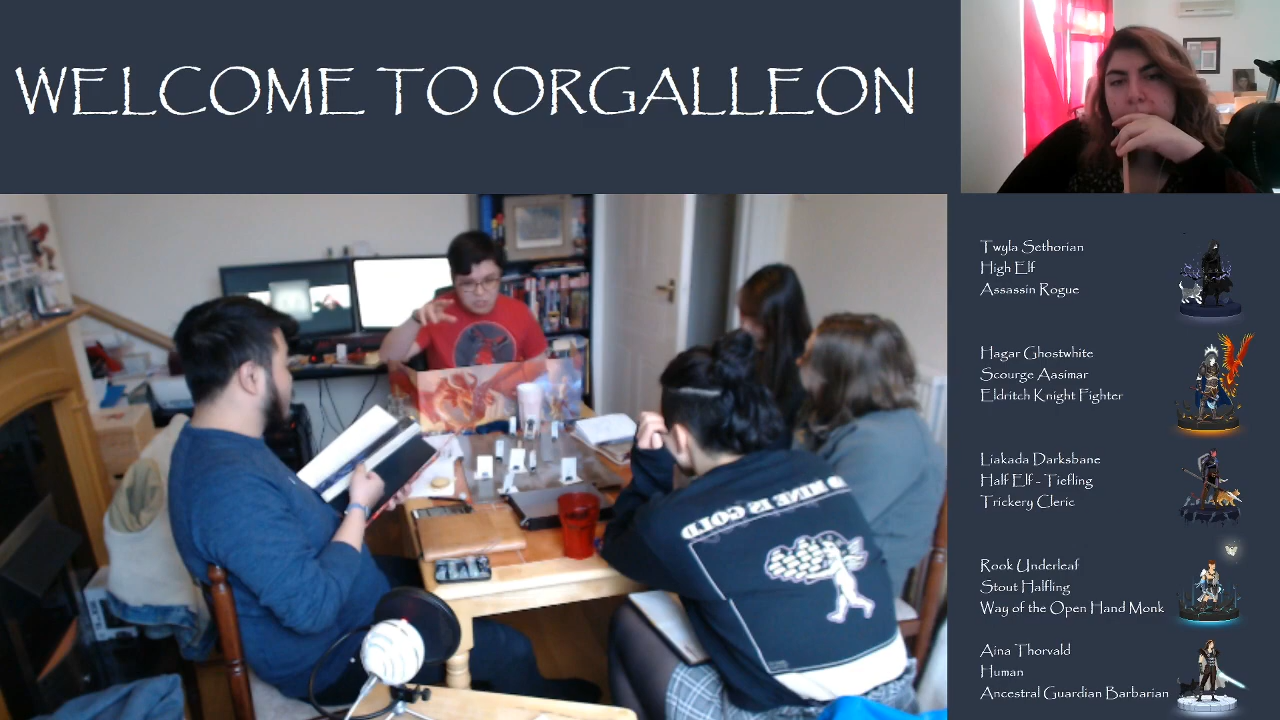 WELCOME TO ORGALLEON
Twyla Sethorian
High Elf
Assassin Rogue
Hagar Ghostwhite
Scourge Aasimar
Eldritch Knight Fighter
Liakada Darksbane
Half Elf - Tiefling
Trickery Cleric
Rook Underleaf
Stout Halfling
Way of the Open Hand Monk
Aina Thorvald
Human
Ancestral Guardian Barbarian